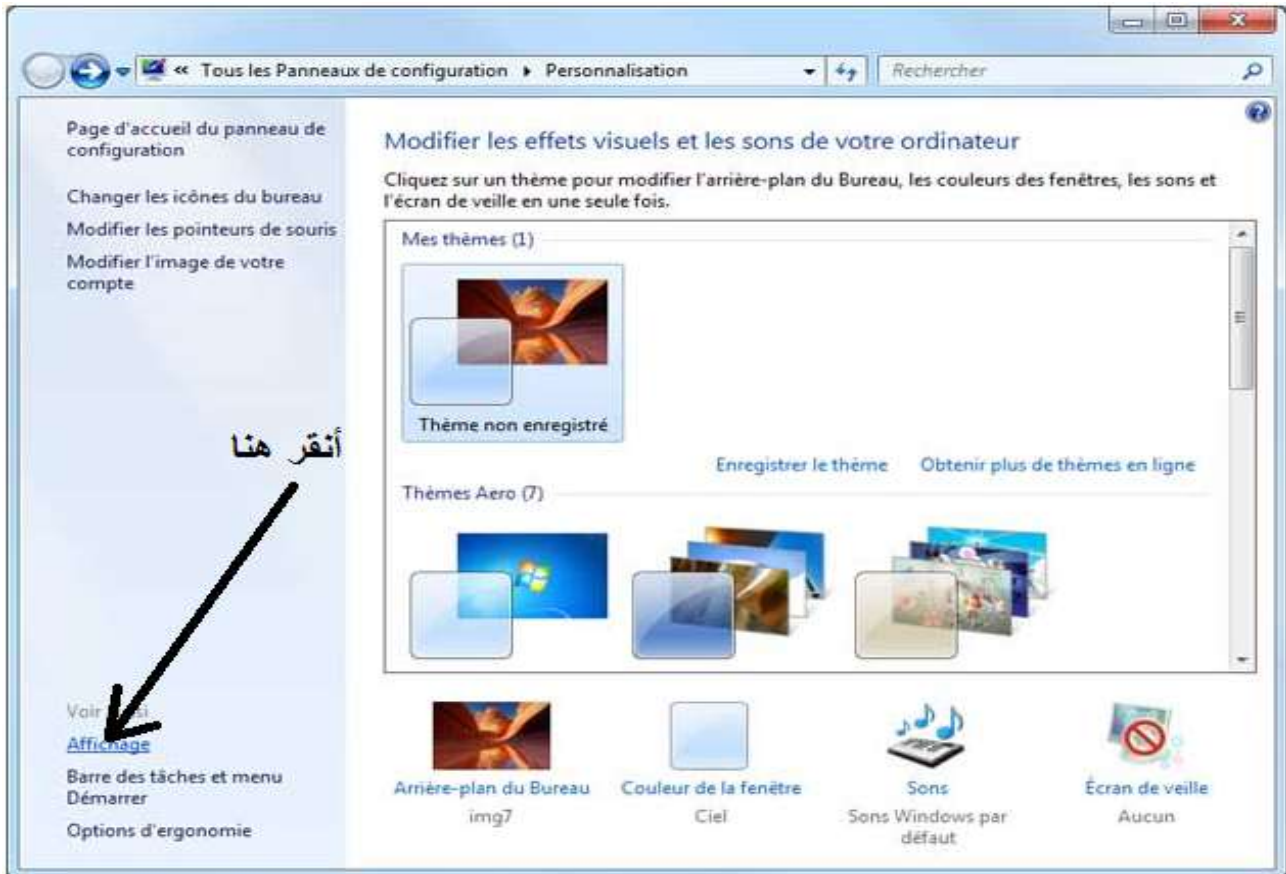 « Tous les Panneaux de configuration ▸ Personnalisation
Rechercher
Page d'accueil du panneau de
configuration
Changer les icônes du bureau
Modifier les pointeurs de souris
Modifier l'image de votre
compte
أنقر هنا
Voir
Affichage
Barre des tâches et menu
Démarrer
Options d'ergonomie
Modifier les effets visuels et les sons de votre ordinateur
Cliquez sur un thème pour modifier l'arrière-plan du Bureau, les couleurs des fenêtres, les sons et
l'écran de veille en une seule fois.
Mes thèmes (1)
Thème non enregistré
Enregistrer le thème Obtenir plus de thèmes en ligne
Thèmes Aero (7)
Arrière-plan du Bureau
img7
Couleur de la fenêtre
Ciel
Sons
Sons Windows par
défaut
Écran de veille
Aucun